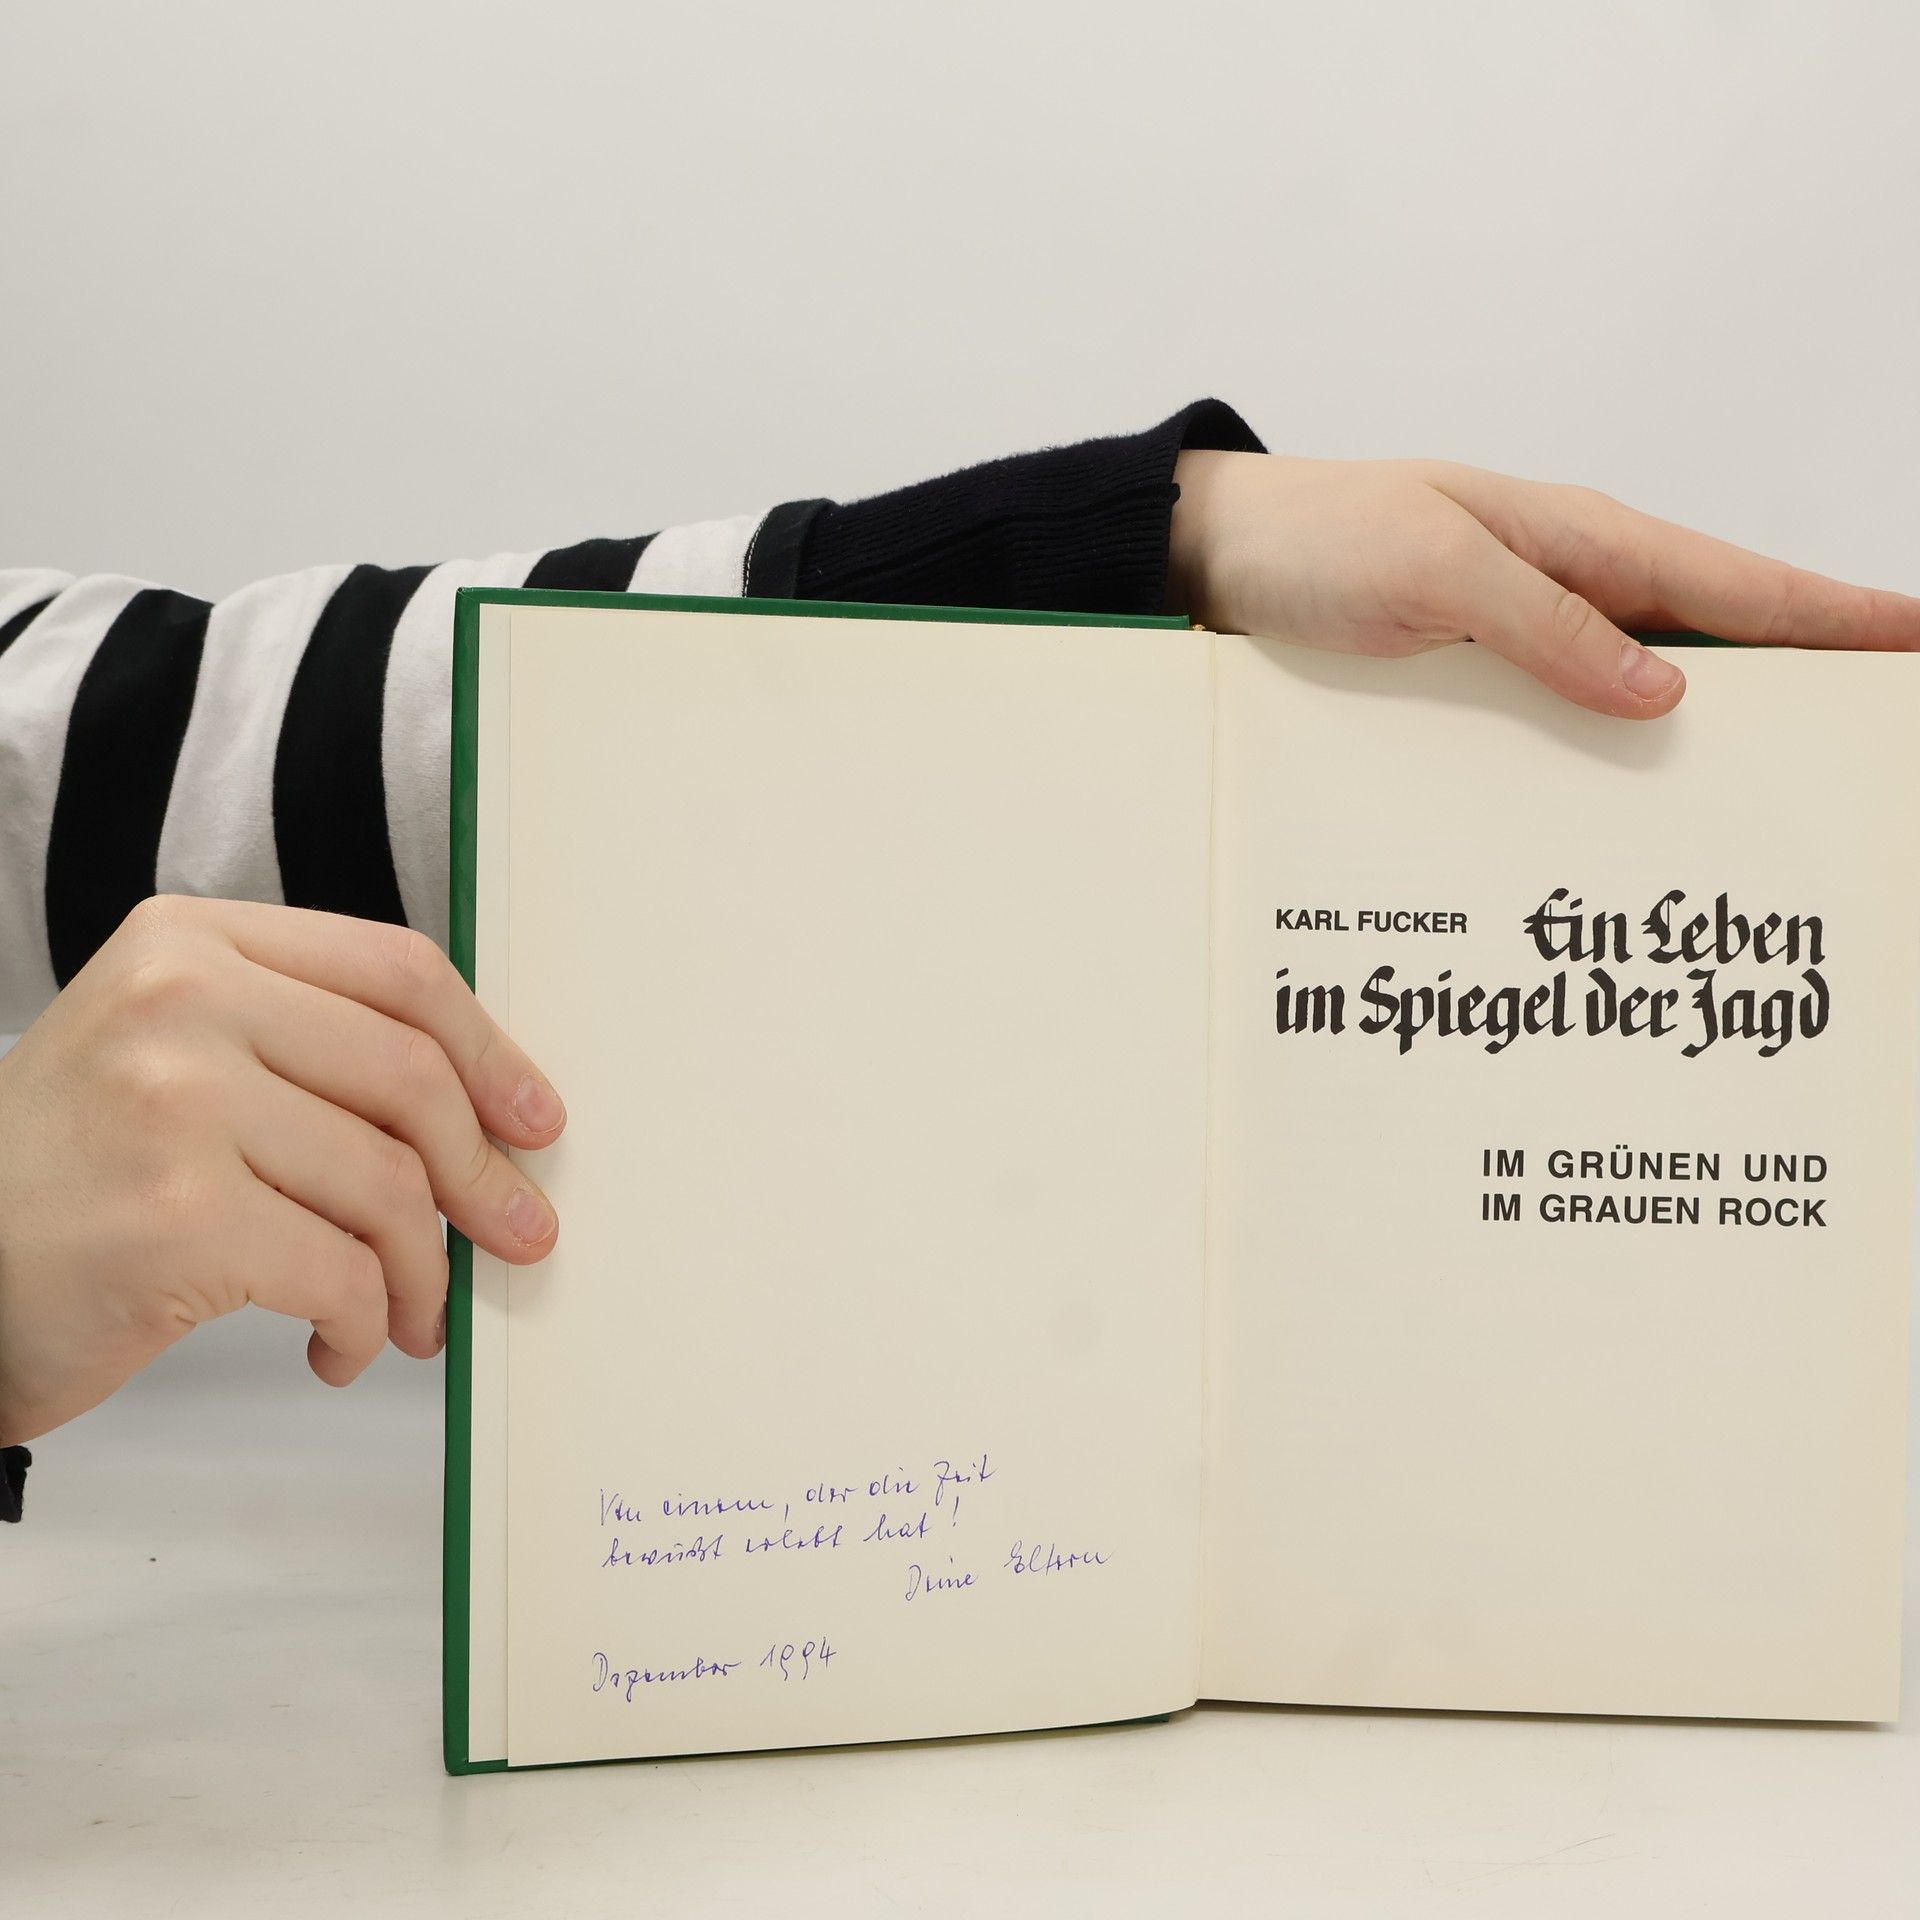 Von einem, der die Zeit
bewußt erlebt hat!
Deine Eltern
Dezember 1994
KARL FUCKER Ein Leben
im Spiegel der Jagd
IM GRÜNEN UND
IM GRAUEN ROCK